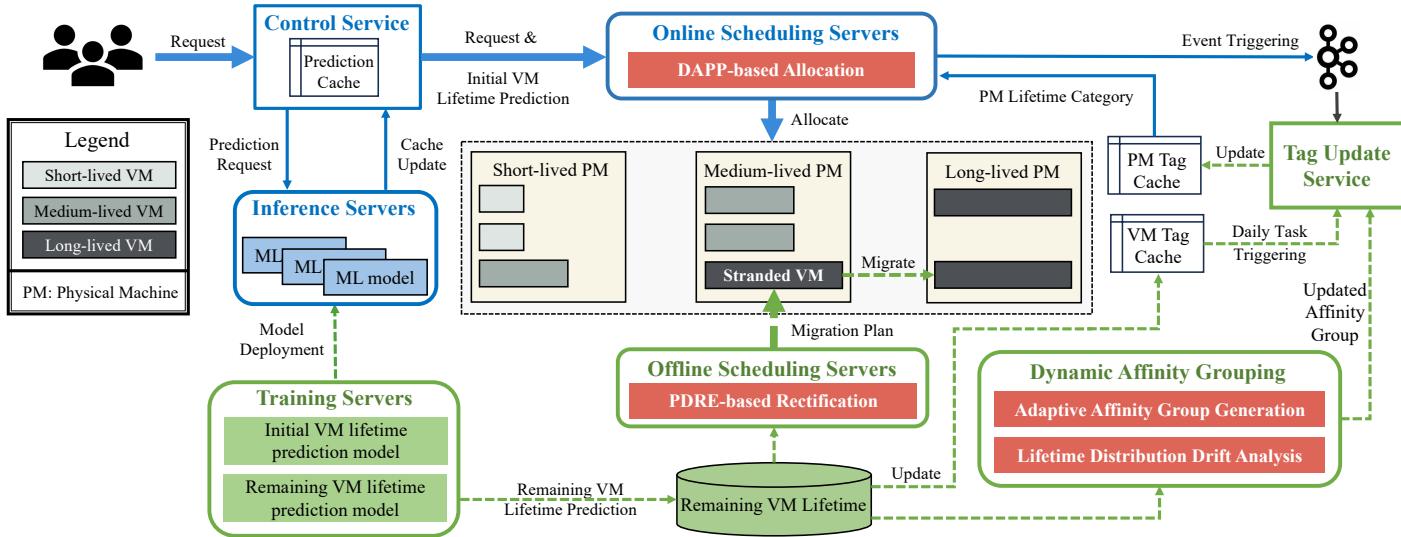 Request
Control Service
Prediction
Cache
Request &
Initial VM
Lifetime Prediction
Online Scheduling Servers
DAPP-based Allocation
Event Triggering
PM Lifetime Category
Allocate
Legend
Short-lived VM
Medium-lived VM
Long-lived VM
PM: Physical Machine
Prediction
Request
Cache
Update
Inference Servers
ML
ML
ML model
Short-lived PM
Medium-lived PM
Stranded VM
Migrate
Long-lived PM
PM Tag
Cache
Update
Tag Update
Service
VM Tag
Cache
Daily Task
Triggering
Updated
Affinity
Group
Model
Deployment
Migration Plan
Training Servers
Initial VM lifetime
prediction model
Remaining VM lifetime
prediction model
Offline Scheduling Servers
PDRE-based Rectification
Dynamic Affinity Grouping
Adaptive Affinity Group Generation
Lifetime Distribution Drift Analysis
Remaining VM
Lifetime Prediction
Remaining VM Lifetime
Update